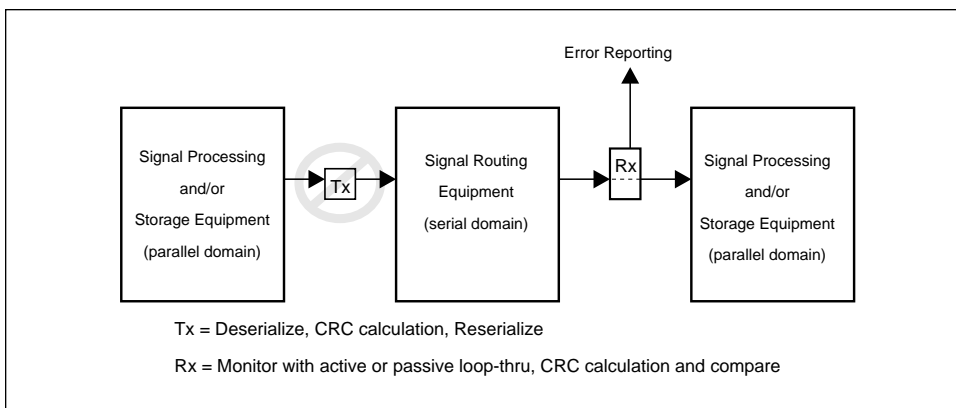 Error Reporting
Signal Processing
and/or
Storage Equipment
(parallel domain)
Tx
Signal Routing
Equipment
(serial domain)
Rx
Signal Processing
and/or
Storage Equipment
(parallel domain)
Tx = Deserialize, CRC calculation, Reserialize
Rx = Monitor with active or passive loop-thru, CRC calculation and compare